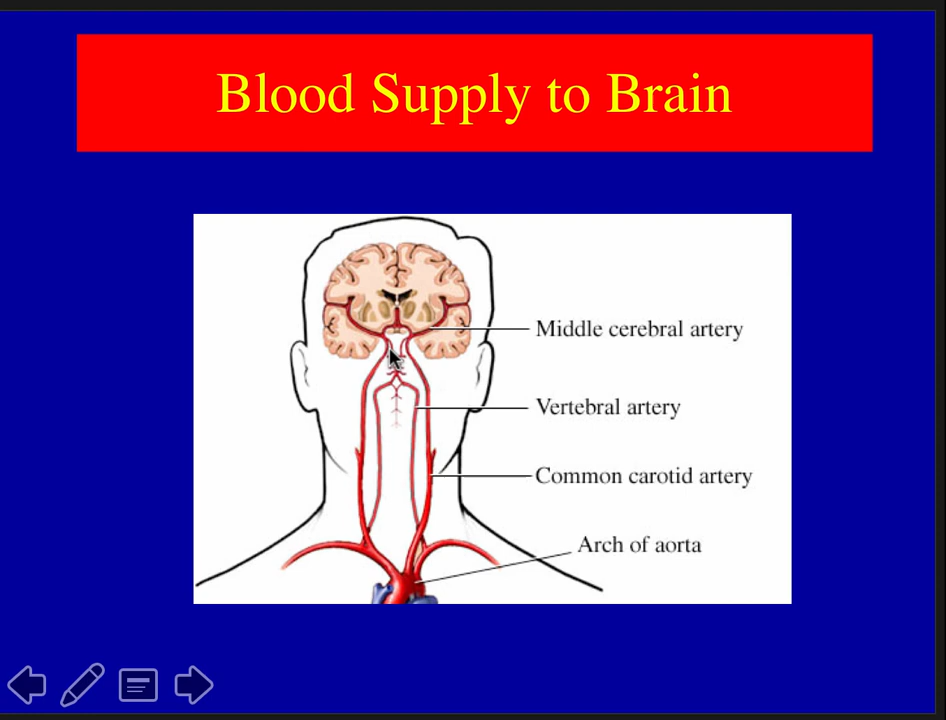 Blood Supply to Brain
Middle cerebral artery
Vertebral artery
Common carotid artery
Arch of aorta